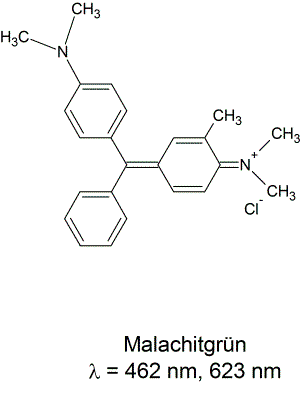 CH₃
H₃C
N
CH₃
CH₃
N⁺
CH₃
Cl⁻
Malachitgrün
λ = 462 nm, 623 nm